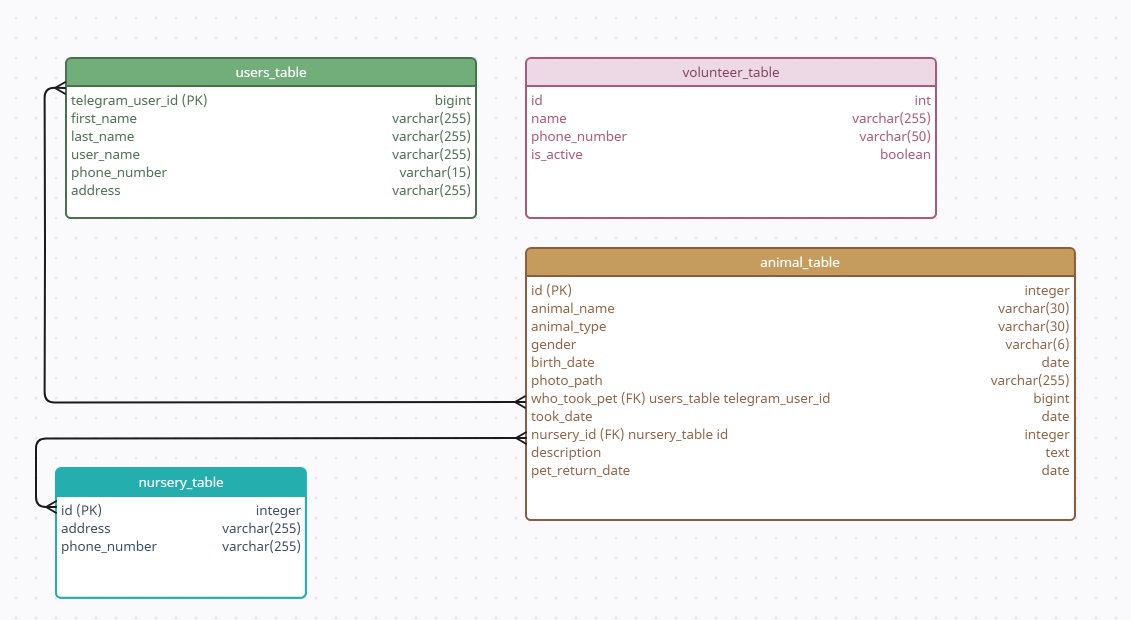 users_table
telegram_user_id (PK) bigint
first_name varchar(255)
last_name varchar(255)
user_name varchar(255)
phone_number varchar(15)
address varchar(255)
volunteer_table
id int
name varchar(255)
phone_number varchar(50)
is_active boolean
animal_table
id (PK) integer
animal_name varchar(30)
animal_type varchar(30)
gender varchar(6)
birth_date date
photo_path varchar(255)
who_took_pet (FK) users_table telegram_user_id bigint
took_date date
nursery_id (FK) nursery_table id integer
description text
pet_return_date date
nursery_table
id (PK) integer
address varchar(255)
phone_number varchar(255)